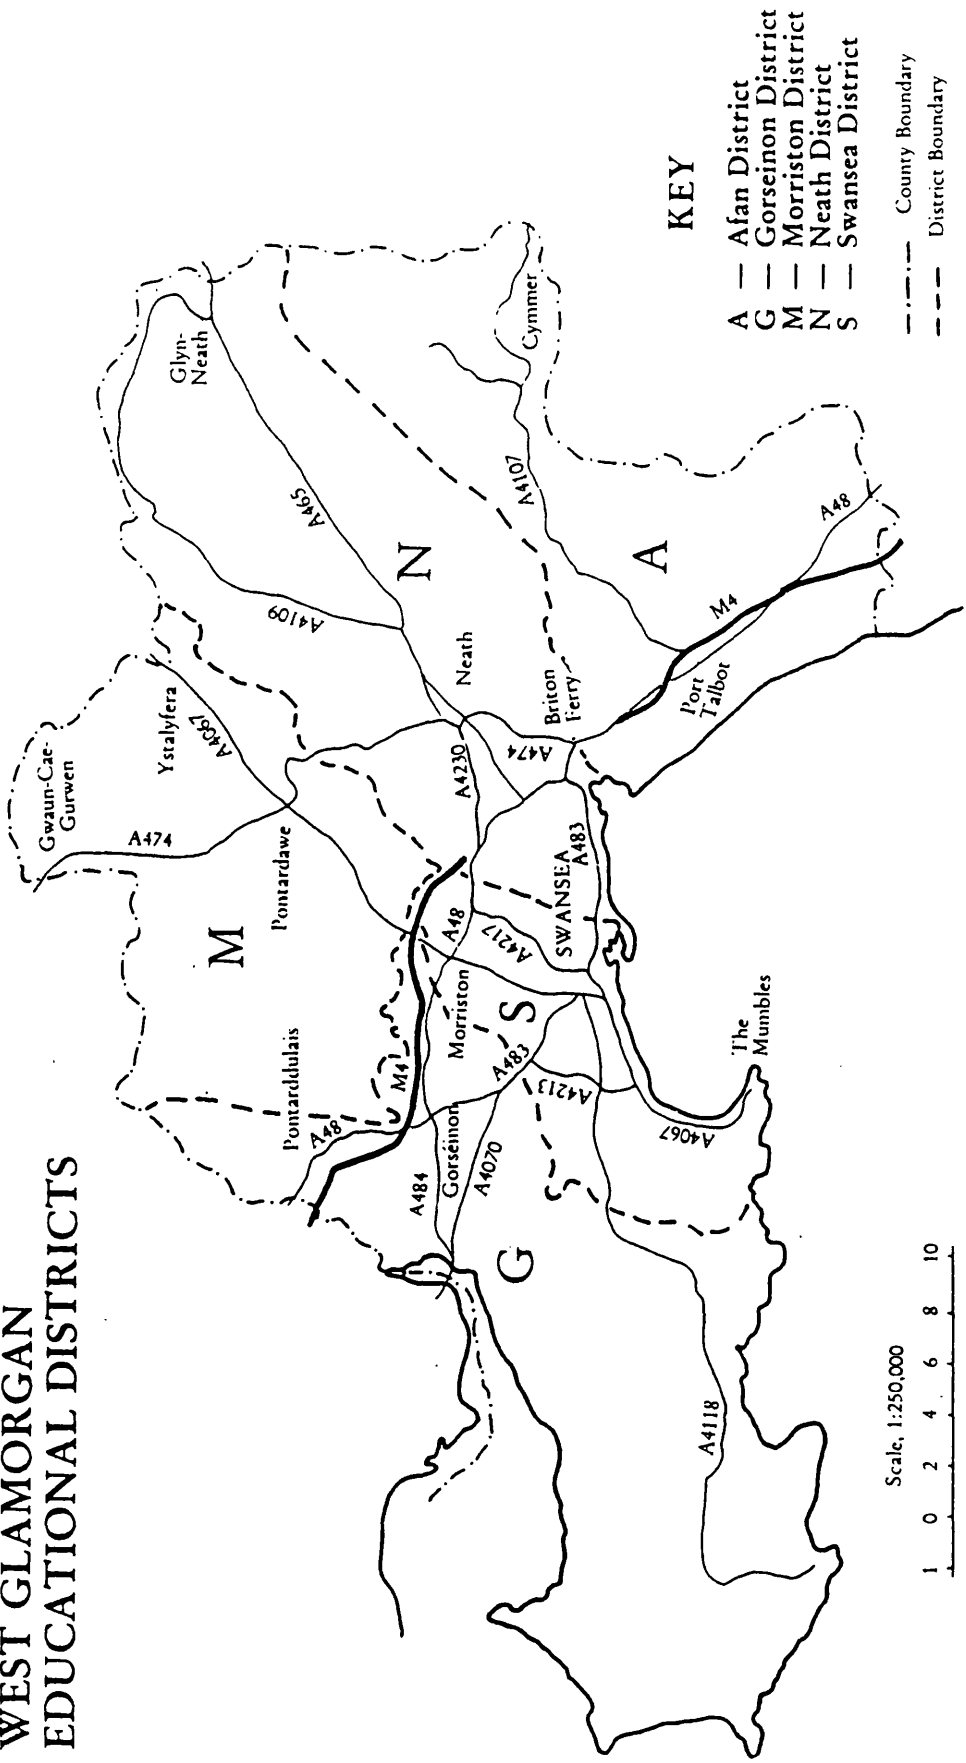 WEST GLAMORGAN
EDUCATIONAL DISTRICTS
Gwaun-Cae-
Gurwen
A474
Ystalyfera
A4067
Glyn-
Neath
M
Pontardawe
A4109
A465
Pontarddulais
A48
M4
N
A4230
Neath
A484
Gorseinon
A4070
Morriston
A48
A4217
A483
S
A474
Briton
Ferry
A4107
Cymmer
G
A4213
SWANSEA
A483
A
A4067
The
Mumbles
Port
Talbot
M4
A48
A4118
KEY
A — Afan District
G — Gorseinon District
M — Morriston District
N — Neath District
S — Swansea District
County Boundary
District Boundary
Scale, 1:250,000
1 0 2 4 6 8 10